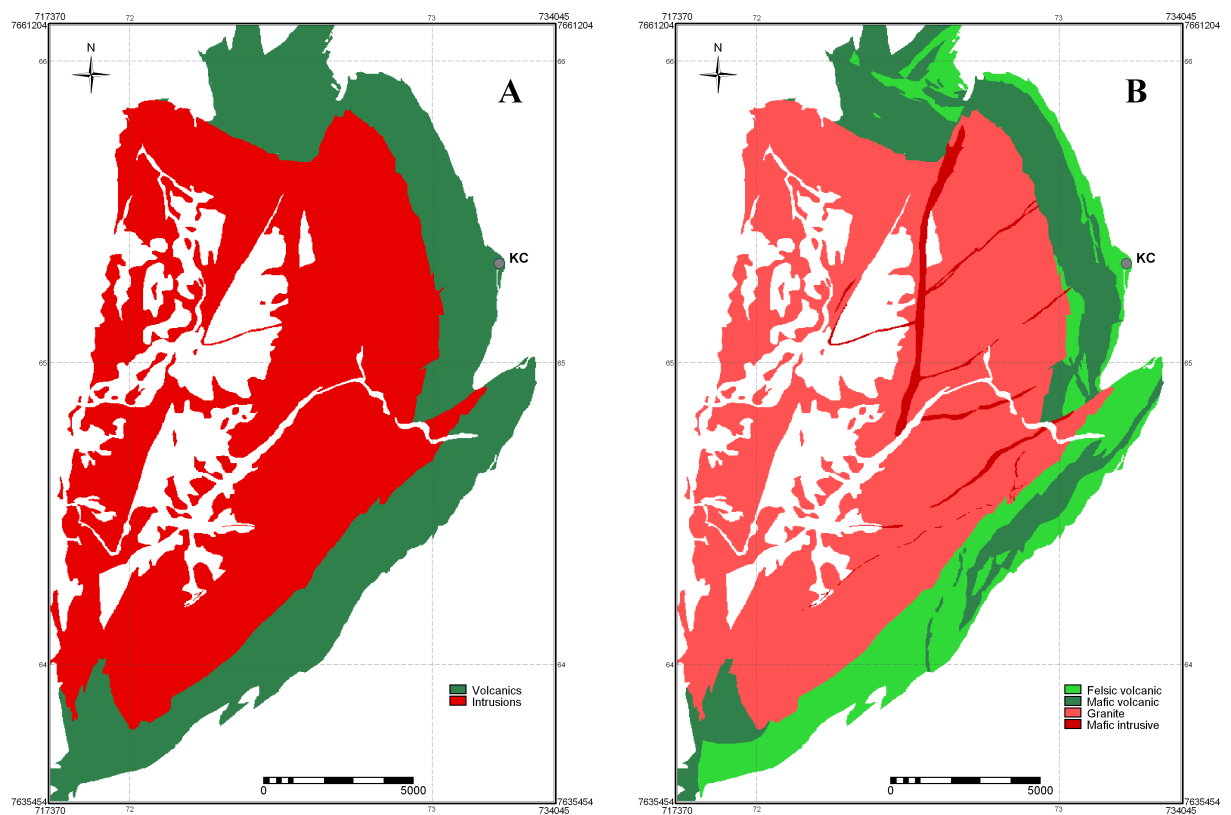 717370 72 73 734045
7661204 7661204
N
A
66 66
KC
65 65
64 64
Volcanics
Intrusions
0 5000
7635454 7635454
717370 72 73 734045
717370 72 73 734045
7661204 7661204
N
B
66 66
KC
65 65
64 64
Felsic volcanic
Mafic volcanic
Granite
Mafic intrusive
0 5000
7635454 7635454
717370 72 73 734045